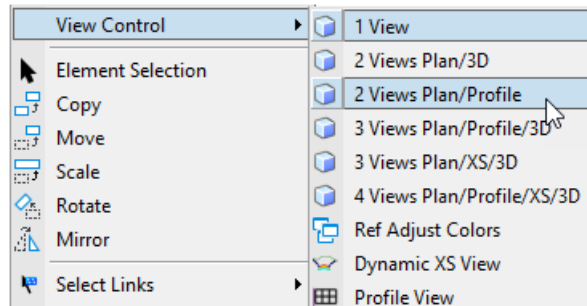 View Control
Element Selection
Copy
Move
Scale
Rotate
Mirror
Select Links
1 View
2 Views Plan/3D
2 Views Plan/Profile
3 Views Plan/Profile/3D
3 Views Plan/XS/3D
4 Views Plan/Profile/XS/3D
Ref Adjust Colors
Dynamic XS View
Profile View